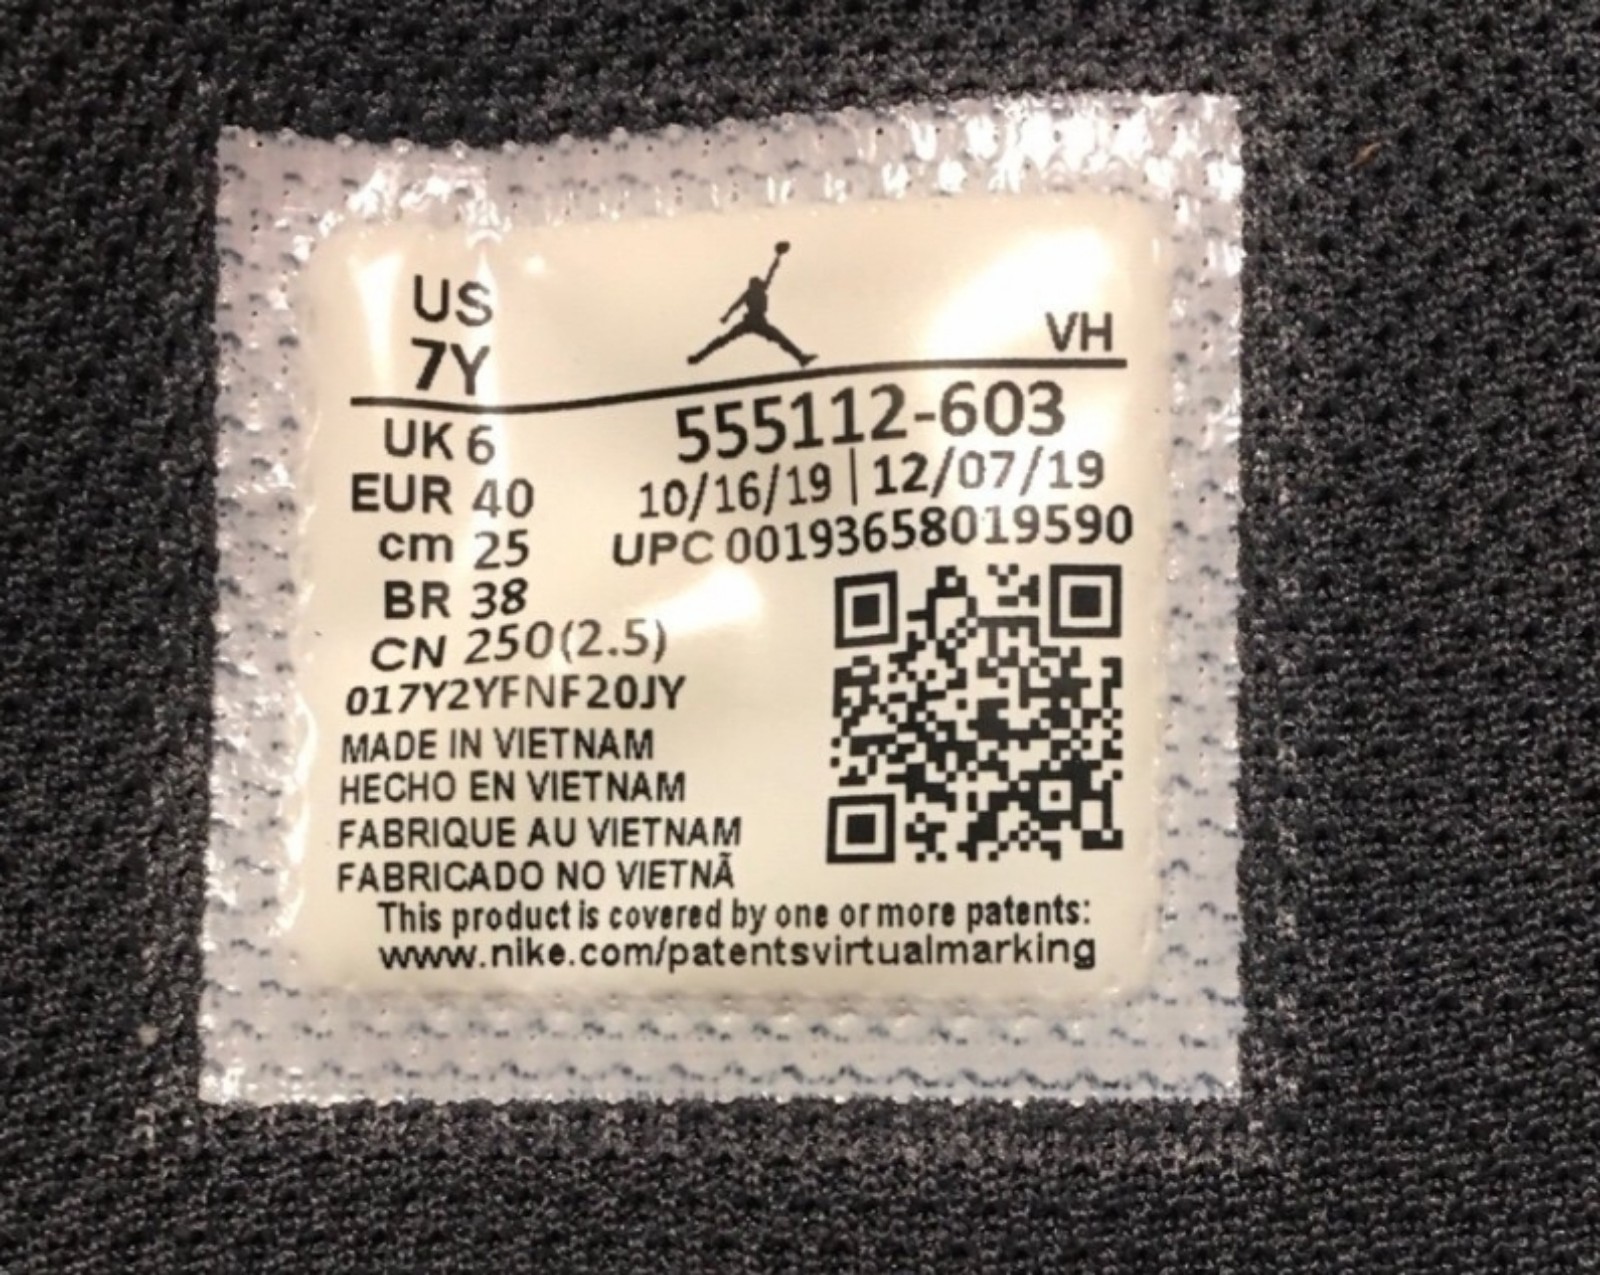 US
7Y
VH
UK 6
555112-603
EUR 40
10/16/19 | 12/07/19
cm 25
UPC 00193658019590
BR 38
CN 250(2.5)
017Y2YFNF20JY
MADE IN VIETNAM
HECHO EN VIETNAM
FABRIQUE AU VIETNAM
FABRICADO NO VIETNÃ
This product is covered by one or more patents:
www.nike.com/patentsvirtualmarking